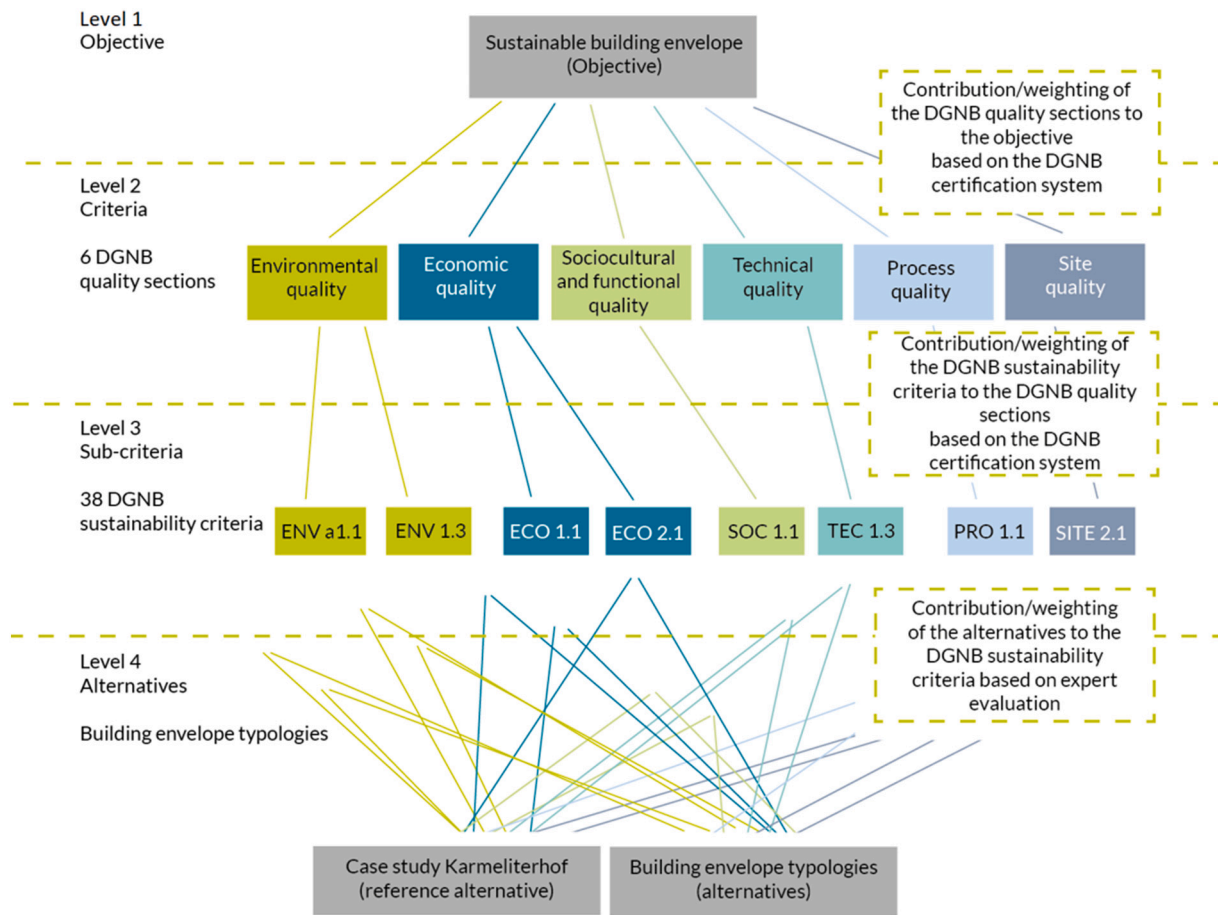 Level 1
Objective
Sustainable building envelope
(Objective)
Contribution/weighting of
the DGNB quality sections to
the objective
based on the DGNB
certification system
Level 2
Criteria
6 DGNB
quality sections
Environmental
quality
Economic
quality
Sociocultural
and functional
quality
Technical
quality
Process
quality
Site
quality
Contribution/weighting of
the DGNB sustainability
criteria to the DGNB quality
sections
based on the DGNB
certification system
Level 3
Sub-criteria
38 DGNB
sustainability criteria
ENV a1.1
ENV 1.3
ECO 1.1
ECO 2.1
SOC 1.1
TEC 1.3
PRO 1.1
SITE 2.1
Contribution/weighting
of the alternatives to the
DGNB sustainability
criteria based on expert
evaluation
Level 4
Alternatives
Building envelope typologies
Case study Karmeliterhof
(reference alternative)
Building envelope typologies
(alternatives)